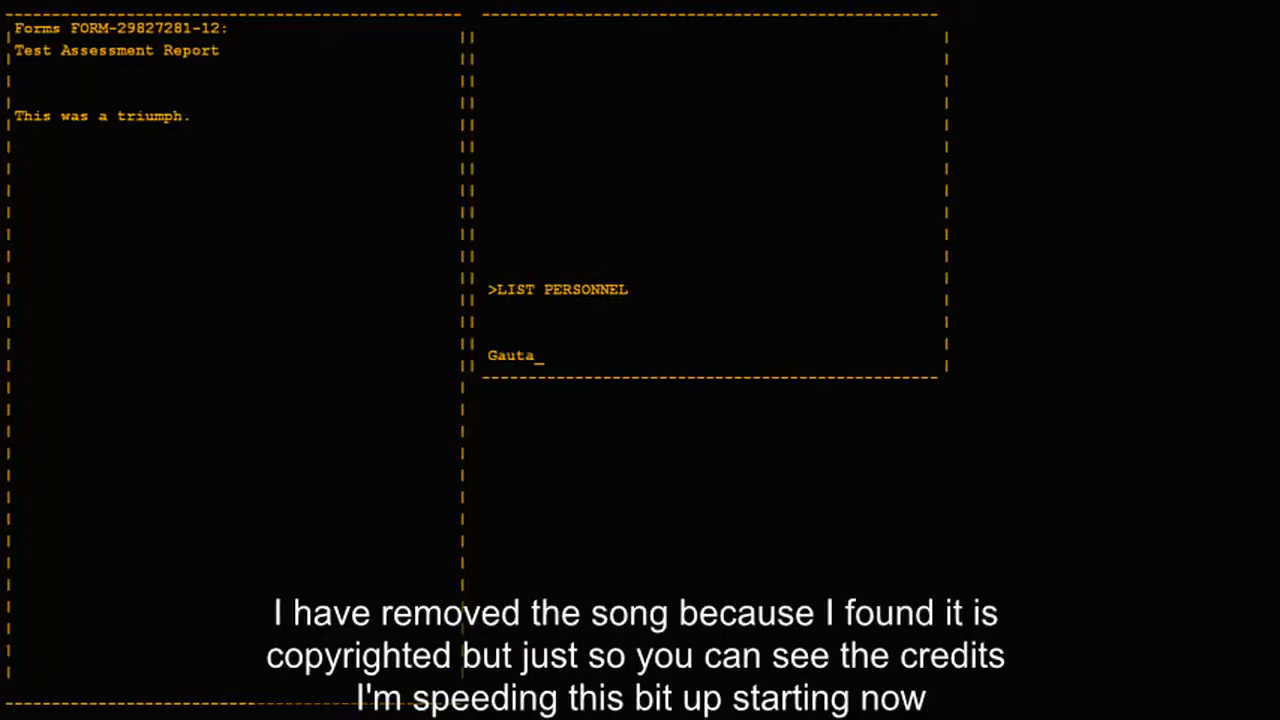 Forms FORM-29827281-12:
Test Assessment Report
This was a triumph.
>LIST PERSONNEL
Gauta_
I have removed the song because I found it is
copyrighted but just so you can see the credits
I'm speeding this bit up starting now